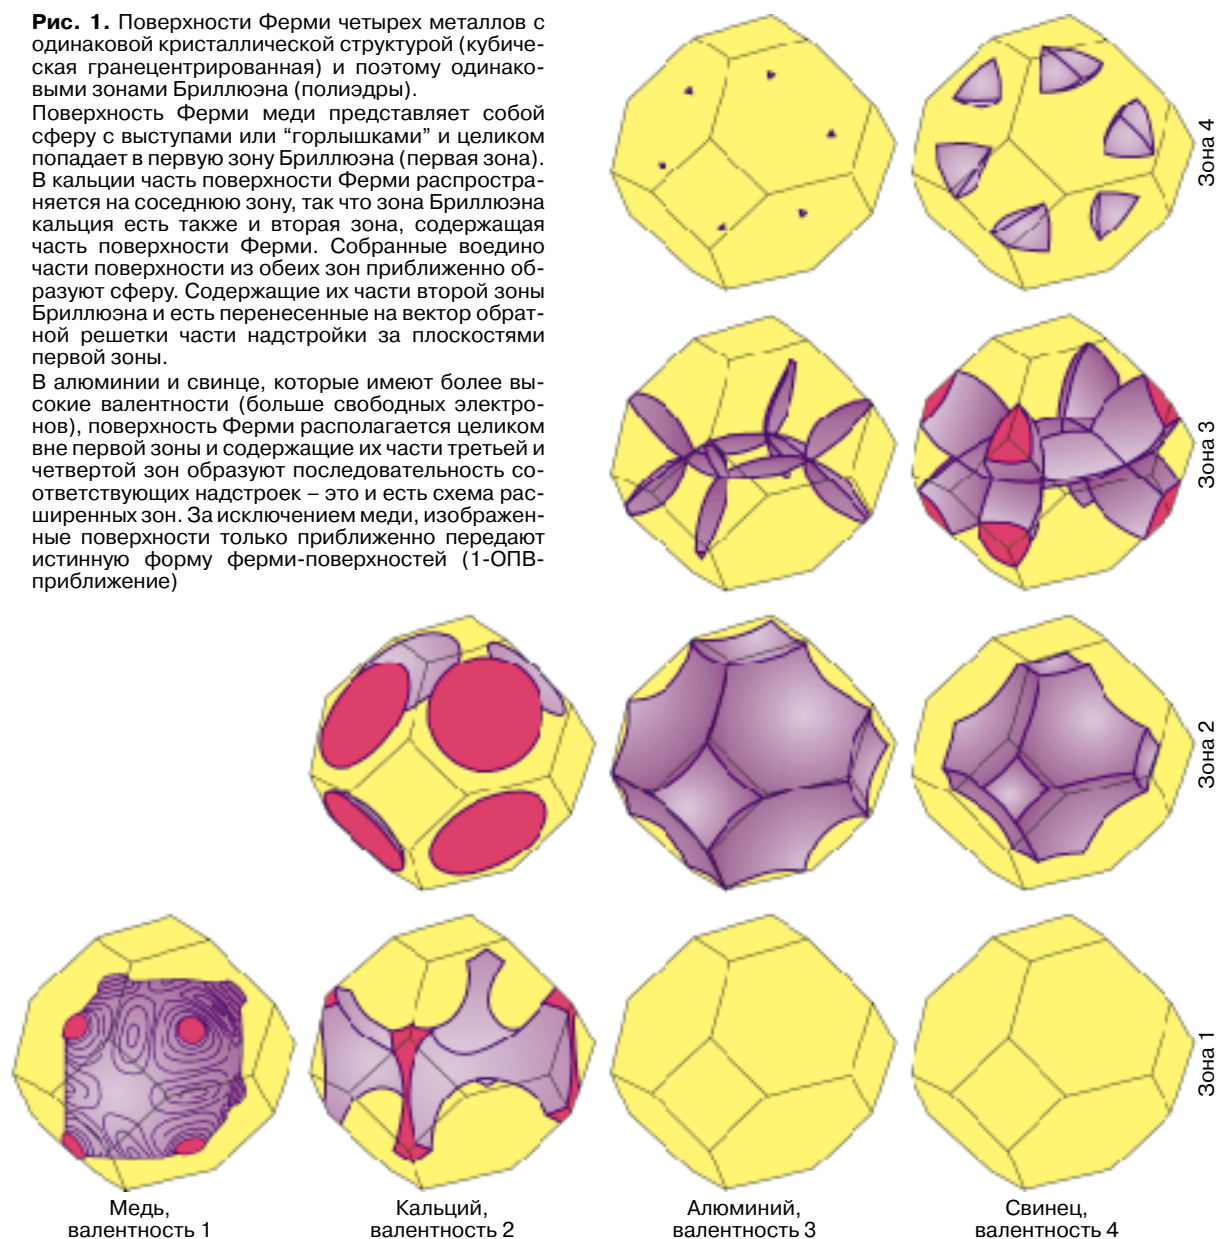 Рис. 1. Поверхности Ферми четырех металлов с
одинаковой кристаллической структурой (кубиче-
ская гранецентрированная) и поэтому одинако-
выми зонами Бриллюэна (полиэдры).
Поверхность Ферми меди представляет собой
сферу с выступами или “горлышками” и целиком
попадает в первую зону Бриллюэна (первая зона).
В кальции часть поверхности Ферми распростра-
няется на соседнюю зону, так что зона Бриллюэна
кальция есть также и вторая зона, содержащая
часть поверхности Ферми. Собранные воедино
части поверхности из обеих зон приближенно об-
разуют сферу. Содержащие их части второй зоны
Бриллюэна и есть перенесенные на вектор обрат-
ной решетки части надстройки за плоскостями
первой зоны.
В алюминии и свинце, которые имеют более вы-
сокие валентности (больше свободных электро-
нов), поверхность Ферми располагается целиком
вне первой зоны и содержащие их части третьей и
четвертой зон образуют последовательность со-
ответствующих надстроек – это и есть схема рас-
ширенных зон. За исключением меди, изображен-
ные поверхности только приближенно передают
истинную форму ферми-поверхностей (1-ОПВ-
приближение)
Зона 4
Зона 3
Зона 2
Зона 1
Медь,
валентность 1
Кальций,
валентность 2
Алюминий,
валентность 3
Свинец,
валентность 4